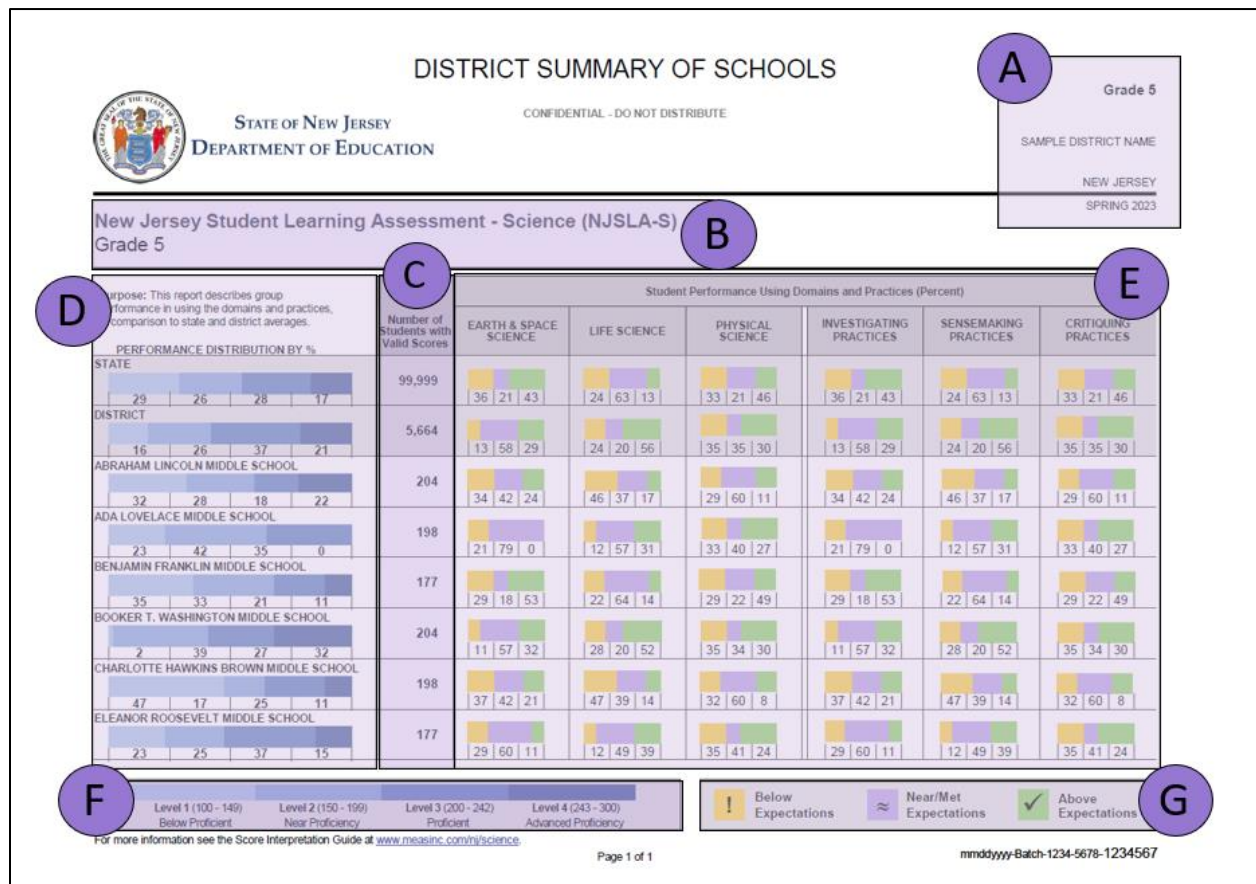 DISTRICT SUMMARY OF SCHOOLS
A
Grade 5
CONFIDENTIAL - DO NOT DISTRIBUTE
STATE OF NEW JERSEY
DEPARTMENT OF EDUCATION
SAMPLE DISTRICT NAME
NEW JERSEY
SPRING 2023
New Jersey Student Learning Assessment - Science (NJSLA-S)
Grade 5
B
C
D
E
urpose: This report describes group
rformance in using the domains and practices,
comparison to state and district averages.
PERFORMANCE DISTRIBUTION BY %
Number of
Students with
Valid Scores
Student Performance Using Domains and Practices (Percent)
EARTH & SPACE SCIENCE LIFE SCIENCE PHYSICAL SCIENCE INVESTIGATING PRACTICES SENSEMAKING PRACTICES CRITIQUING PRACTICES
STATE
99,999
29 26 28 17 36 21 43 24 63 13 33 21 46 36 21 43 24 63 13 33 21 46
DISTRICT
5,664
16 26 37 21 13 58 29 24 20 56 35 35 30 13 58 29 24 20 56 35 35 30
ABRAHAM LINCOLN MIDDLE SCHOOL
204
32 28 18 22 34 42 24 46 37 17 29 60 11 34 42 24 46 37 17 29 60 11
ADA LOVELACE MIDDLE SCHOOL
198
23 42 35 0 21 79 0 12 57 31 33 40 27 21 79 0 12 57 31 33 40 27
BENJAMIN FRANKLIN MIDDLE SCHOOL
177
35 33 21 11 29 18 53 22 64 14 29 22 49 29 18 53 22 64 14 29 22 49
BOOKER T. WASHINGTON MIDDLE SCHOOL
204
2 39 27 32 11 57 32 28 20 52 35 34 30 11 57 32 28 20 52 35 34 30
CHARLOTTE HAWKINS BROWN MIDDLE SCHOOL
198
47 17 25 11 37 42 21 47 39 14 32 60 8 37 42 21 47 39 14 32 60 8
ELEANOR ROOSEVELT MIDDLE SCHOOL
177
23 25 37 15 29 60 11 12 49 39 35 41 24 29 60 11 12 49 39 35 41 24
F
Level 1 (100 - 149) Level 2 (150 - 199) Level 3 (200 - 242) Level 4 (243 - 300)
Below Proficient Near Proficiency Proficient Advanced Proficiency
! Below Expectations ≈ Near/Met Expectations ✓ Above Expectations
G
For more information see the Score Interpretation Guide at www.measinc.com/nj/science.
Page 1 of 1
mmddyyyy-Batch-1234-5678-1234567